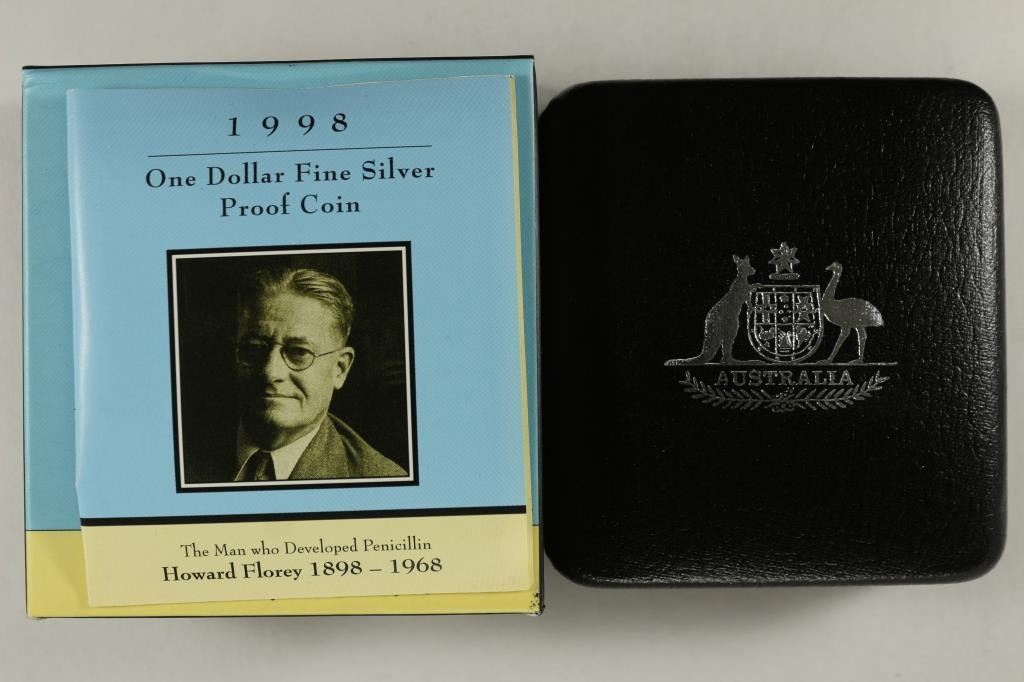 1998
One Dollar Fine Silver
Proof Coin
The Man who Developed Penicillin
Howard Florey 1898 – 1968
AUSTRALIA